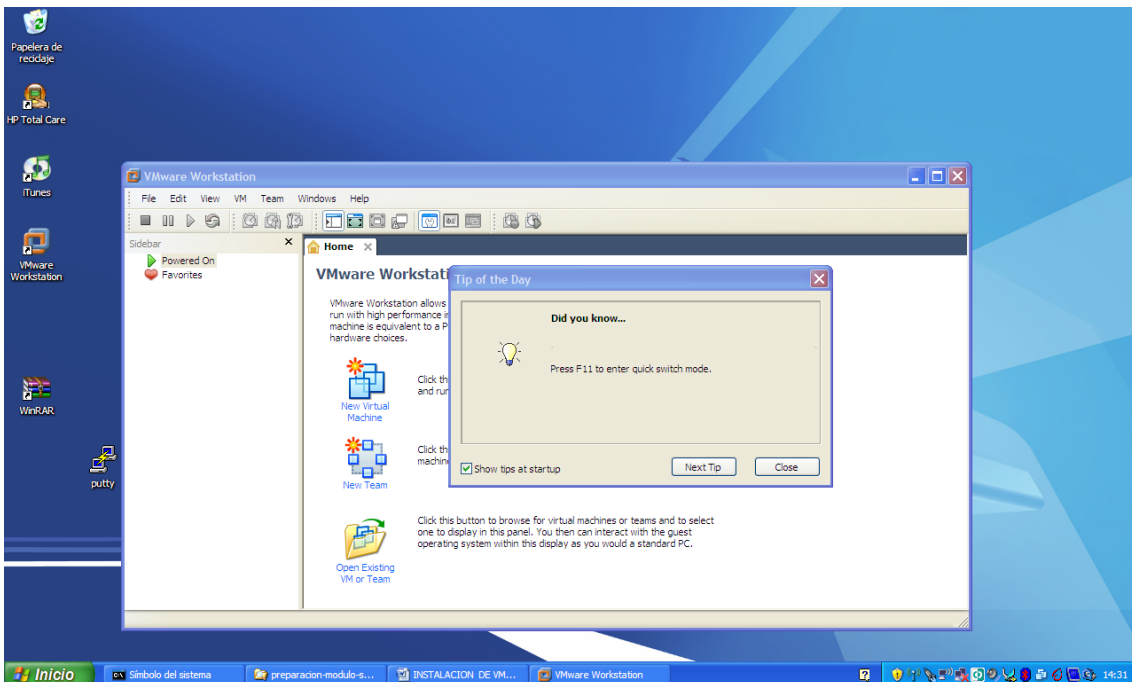 Papelera de
reciclaje
HP Total Care
iTunes
VMware
Workstation
WinRAR
putty
VMware Workstation
File Edit View VM Team Windows Help
Sidebar
Powered On
Favorites
Home
VMware Workstati
VMware Workstation allows
run with high performance i
machine is equivalent to a P
hardware choices.
New Virtual
Machine
Click th
and rur
New Team
Click th
machin
Open Existing
VM or Team
Click this button to browse for virtual machines or teams and to select
one to display in this panel. You then can interact with the guest
operating system within this display as you would a standard PC.
Tip of the Day
Did you know...
Press F11 to enter quick switch mode.
Show tips at startup
Next Tip
Close
Inicio
Símbolo del sistema
preparacion-modulo-s...
INSTALACION DE VM...
VMware Workstation
14:31